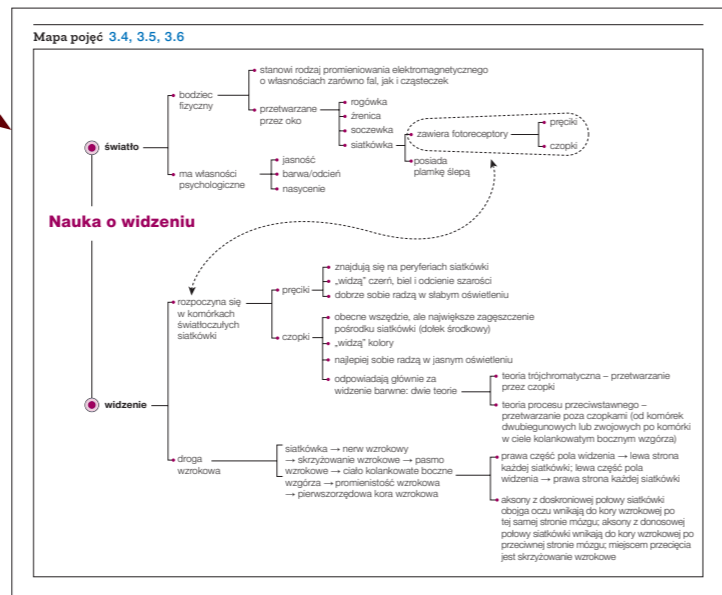 Mapa pojęć 3.4, 3.5, 3.6
światło
bodziec
fizyczny
stanowi rodzaj promieniowania elektromagnetycznego
o własnościach zarówno fal, jak i cząsteczek
przetwarzane
przez oko
rogówka
źrenica
soczewka
siatkówka
zawiera fotoreceptory
pręciki
czopki
posiada
plamkę ślepą
ma własności
psychologiczne
jasność
barwa/odcień
nasycenie
Nauka o widzeniu
widzenie
rozpoczyna się
w komórkach
światłoczułych
siatkówki
pręciki
znajdują się na peryferiach siatkówki
„widzą” czerń, biel i odcienie szarości
dobrze sobie radzą w słabym oświetleniu
czopki
obecne wszędzie, ale największe zagęszczenie
pośrodku siatkówki (dołek środkowy)
„widzą” kolory
najlepiej sobie radzą w jasnym oświetleniu
odpowiadają głównie za
widzenie barwne: dwie teorie
teoria trójchromatyczna – przetwarzanie
przez czopki
teoria procesu przeciwstawnego –
przetwarzanie poza czopkami (od komórek
dwubiegunowych lub zwojowych po komórki
w ciele kolankowatym bocznym wzgórza)
droga
wzrokowa
siatkówka → nerw wzrokowy
→ skrzyżowanie wzrokowe → pasmo
wzrokowe → ciało kolankowate boczne
wzgórza → promienistość wzrokowa
→ pierwszorzędowa kora wzrokowa
prawa część pola widzenia → lewa strona
każdej siatkówki; lewa część pola
widzenia → prawa strona każdej siatkówki
aksony z doskroniowej połowy siatkówki
obojga oczu wnikają do kory wzrokowej po
tej samej stronie mózgu; aksony z donosowej
połowy siatkówki wnikają do kory wzrokowej po
przeciwnej stronie mózgu; miejscem przecięcia
jest skrzyżowanie wzrokowe